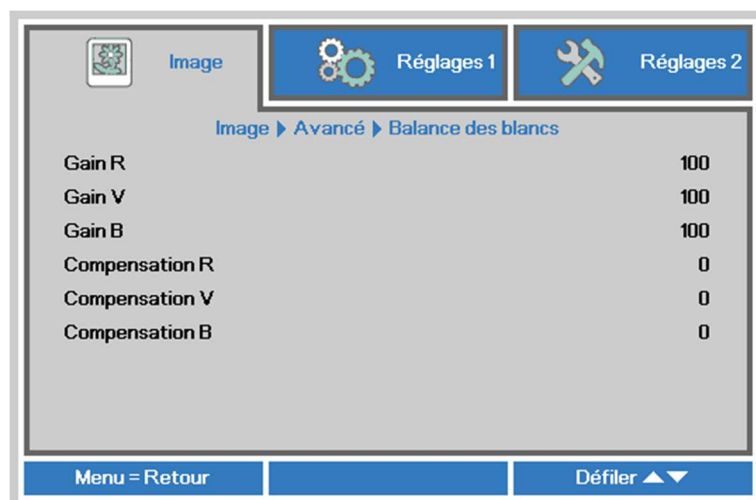 Image
Réglages 1
Réglages 2
Image ▶ Avancé ▶ Balance des blancs
Gain R 100
Gain V 100
Gain B 100
Compensation R 0
Compensation V 0
Compensation B 0
Menu = Retour
Défiler ▲▼